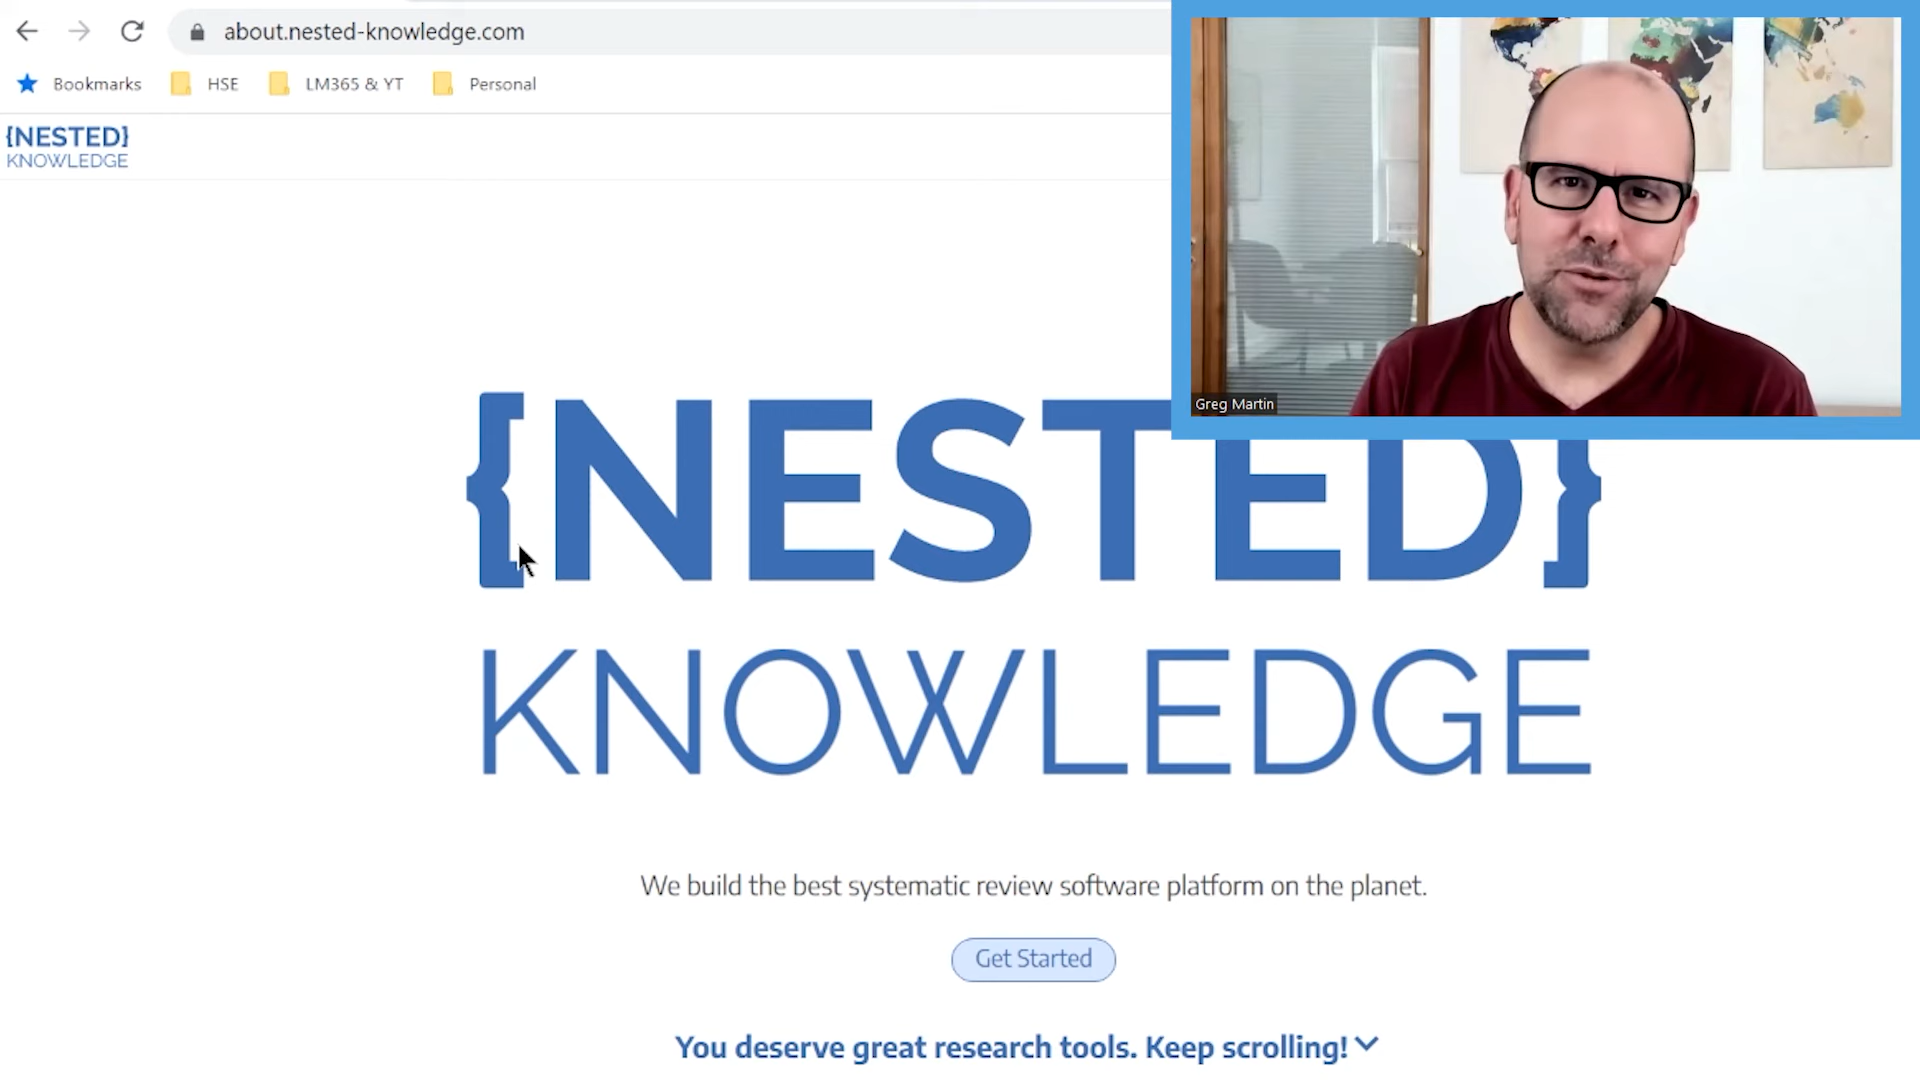 about.nested-knowledge.com
Bookmarks HSE LM365 & YT Personal
{NESTED}
KNOWLEDGE
Greg Martin
{NESTED}
KNOWLEDGE
We build the best systematic review software platform on the planet.
Get Started
You deserve great research tools. Keep scrolling!